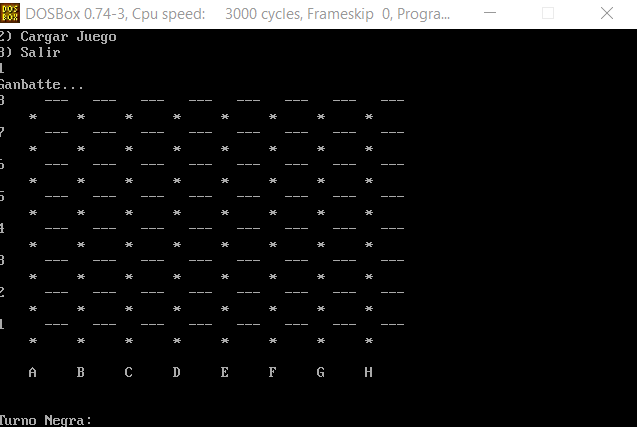 DOSBox 0.74-3, Cpu speed: 3000 cycles, Frameskip 0, Progra...
2) Cargar Juego
3) Salir
1
Ganbatte...
8 --- --- --- --- --- --- --- ---
* * * * * * * *
7 --- --- --- --- --- --- --- ---
* * * * * * * *
6 --- --- --- --- --- --- --- ---
* * * * * * * *
5 --- --- --- --- --- --- --- ---
* * * * * * * *
4 --- --- --- --- --- --- --- ---
* * * * * * * *
3 --- --- --- --- --- --- --- ---
* * * * * * * *
2 --- --- --- --- --- --- --- ---
* * * * * * * *
1 --- --- --- --- --- --- --- ---
* * * * * * * *
A B C D E F G H
Turno Negra: